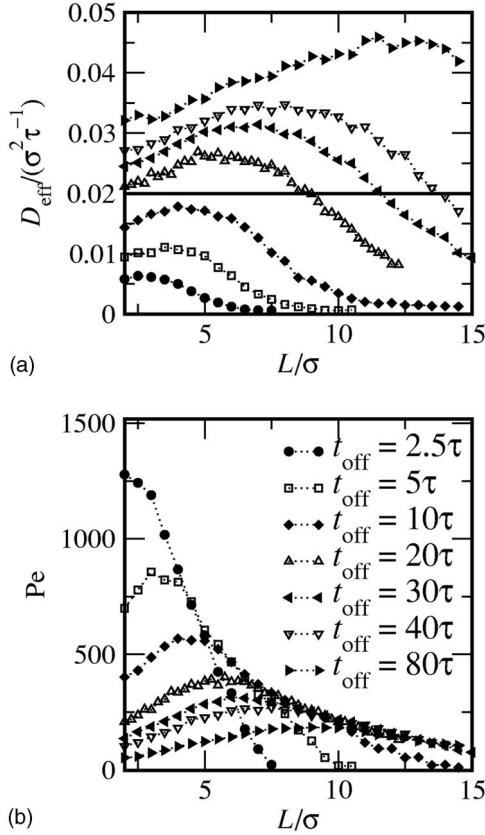 0.05
0.04
0.03
0.02
0.01
0
D_eff/(σ²τ⁻¹)
5 10 15
L/σ
(a)
1500
1000
500
0
Pe
t_off = 2.5τ
t_off = 5τ
t_off = 10τ
t_off = 20τ
t_off = 30τ
t_off = 40τ
t_off = 80τ
5 10 15
L/σ
(b)